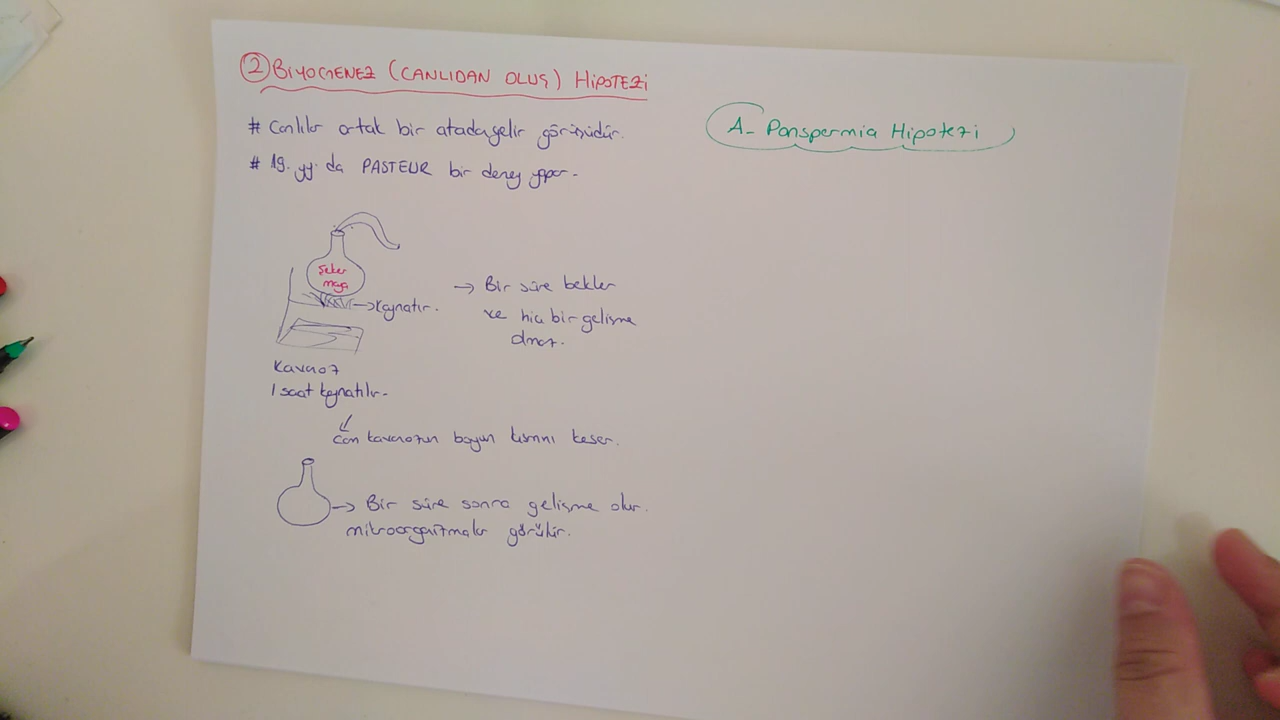 2 BİYOGENEZ (CANLIDAN OLUŞ) HİPOTEZİ
# Canlılar ortak bir atadan gelir görüşüdür.
# 19. yy. da PASTEUR bir deney yapar.
Şeker
maya
→ Kaynatır.
→ Bir süre bekler
ve hiç bir gelişme
olmaz.
Kavanoz
1 saat kaynatılır.
Cam kavanozun boyun kısmını keser.
→ Bir süre sonra gelişme olur.
mikroorganizmalar görülür.
A- Panspermia Hipotezi